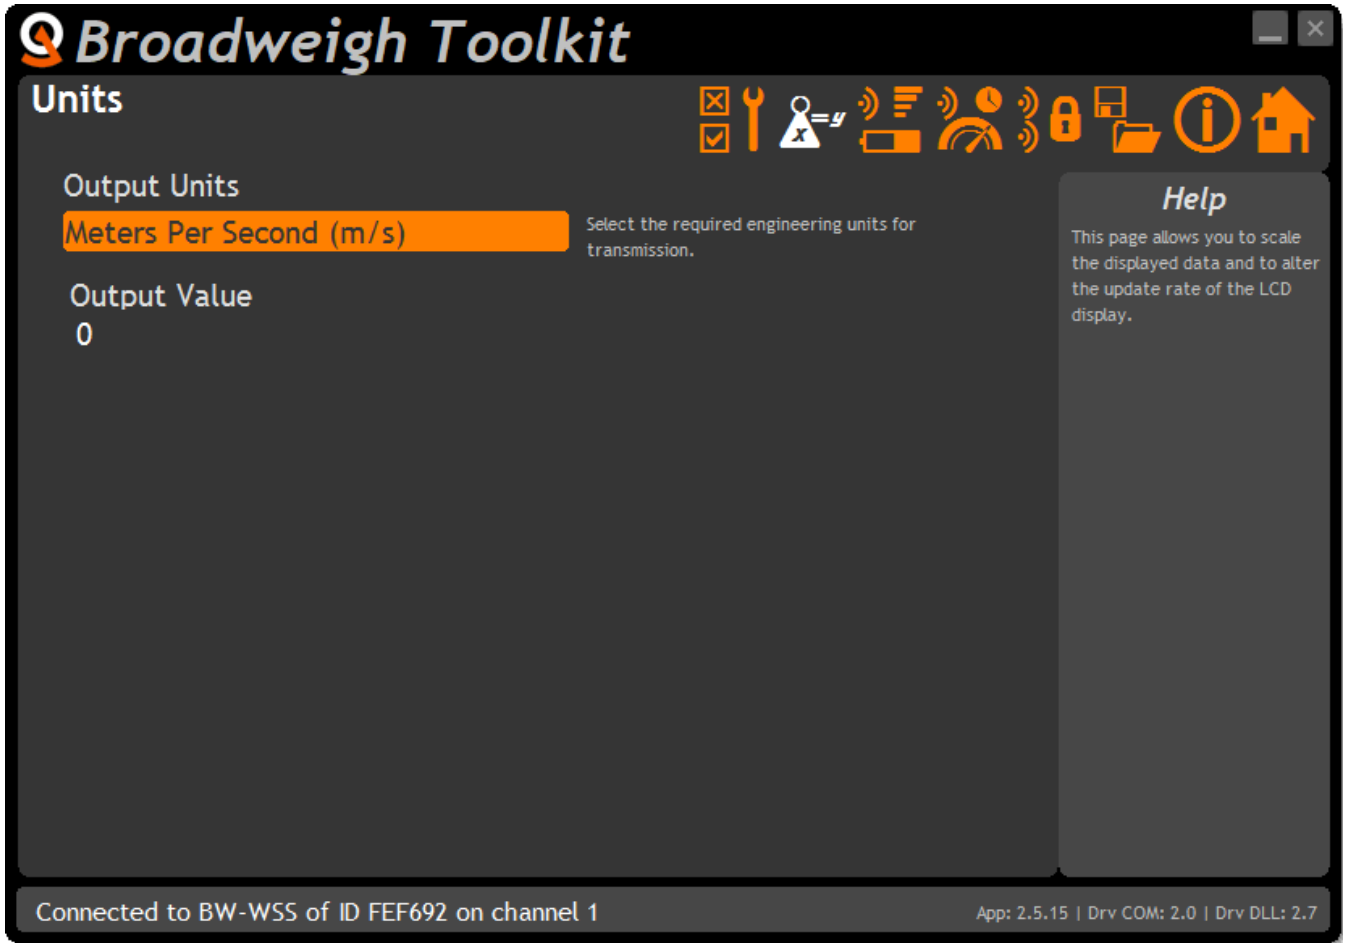 Broadweigh Toolkit
Units
x=y
Output Units
Meters Per Second (m/s)
Select the required engineering units for
transmission.
Output Value
0
Help
This page allows you to scale
the displayed data and to alter
the update rate of the LCD
display.
Connected to BW-WSS of ID FEF692 on channel 1
App: 2.5.15 | Drv COM: 2.0 | Drv DLL: 2.7